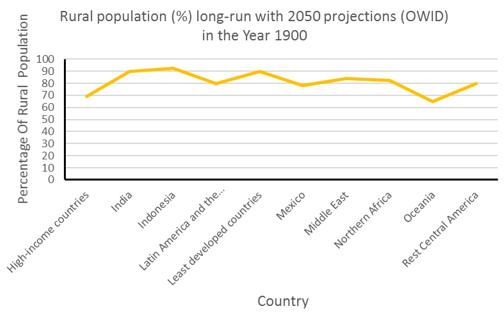 Rural population (%) long-run with 2050 projections (OWID)
in the Year 1900
Percentage Of Rural Population
100
90
80
70
60
50
40
30
20
10
0
High-income countries
India
Indonesia
Latin America and the...
Least developed countries
Mexico
Middle East
Northern Africa
Oceania
Rest Central America
Country